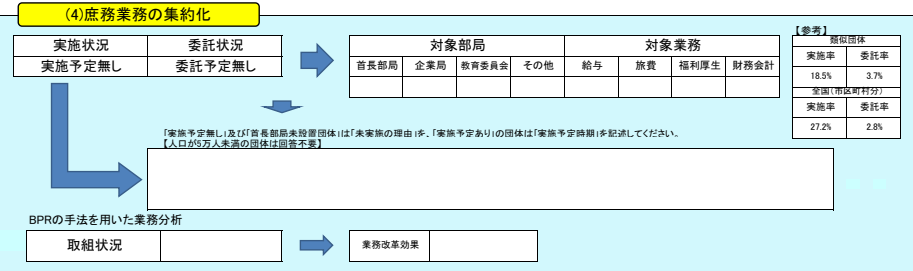 (4)庶務業務の集約化
【参考】
実施状況 委託状況
実施予定無し 委託予定無し
対象部局 対象業務
首長部局 企業局 教育委員会 その他 給与 旅費 福利厚生 財務会計
類似団体
実施率 委託率
18.5% 3.7%
全国(市区町村分)
実施率 委託率
27.2% 2.8%
「実施予定無し」及び「首長部局未設置団体」は「未実施の理由」を、「実施予定あり」の団体は「実施予定時期」を記述してください。
【人口が5万人未満の団体は回答不要】
BPRの手法を用いた業務分析
取組状況 業務改革効果